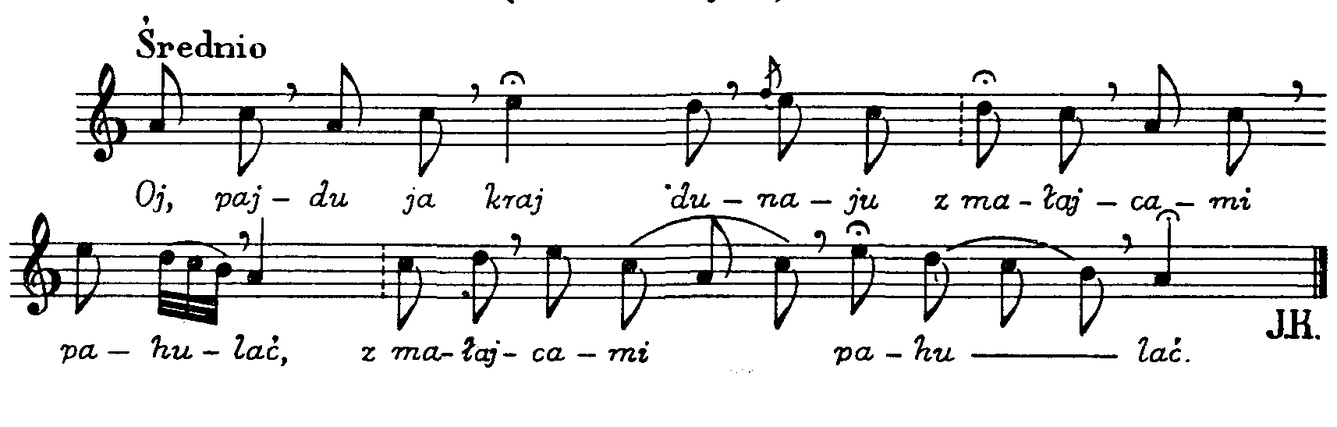 Średnio
Oj, paj – du ja kraj du – na – ju z ma – łaj – ca – mi
pa – hu – lać, z ma – łaj – ca – mi pa – hu – lać.
J.K.